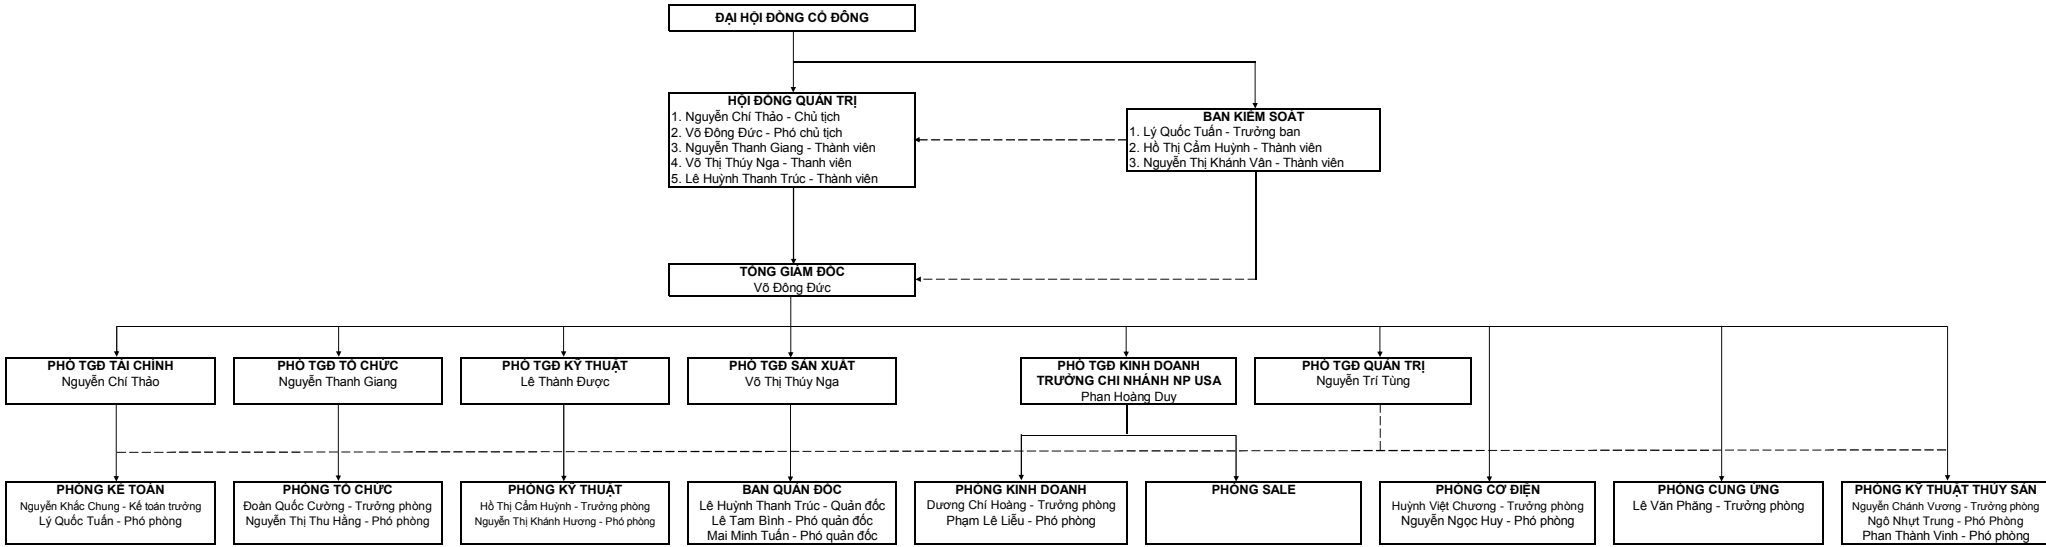 ĐẠI HỘI ĐỒNG CỔ ĐÔNG
HỘI ĐỒNG QUẢN TRỊ
1. Nguyễn Chí Thảo - Chủ tịch
2. Võ Đông Đức - Phó chủ tịch
3. Nguyễn Thanh Giang - Thành viên
4. Võ Thị Thúy Nga - Thanh viên
5. Lê Huỳnh Thanh Trúc - Thành viên
BAN KIỂM SOÁT
1. Lý Quốc Tuấn - Trưởng ban
2. Hồ Thị Cẩm Huỳnh - Thành viên
3. Nguyễn Thị Khánh Vân - Thành viên
TỔNG GIÁM ĐỐC
Võ Đông Đức
PHÓ TGĐ TÀI CHÍNH
Nguyễn Chí Thảo
PHÓ TGĐ TỔ CHỨC
Nguyễn Thanh Giang
PHÓ TGĐ KỸ THUẬT
Lê Thành Được
PHÓ TGĐ SẢN XUẤT
Võ Thị Thúy Nga
PHÓ TGĐ KINH DOANH
TRƯỞNG CHI NHÁNH NP USA
Phan Hoàng Duy
PHÓ TGĐ QUẢN TRỊ
Nguyễn Trí Tùng
PHÒNG KẾ TOÁN
Nguyễn Khắc Chung - Kế toán trưởng
Lý Quốc Tuấn - Phó phòng
PHÒNG TỔ CHỨC
Đoàn Quốc Cường - Trưởng phòng
Nguyễn Thị Thu Hằng - Phó phòng
PHÒNG KỸ THUẬT
Hồ Thị Cẩm Huỳnh - Trưởng phòng
Nguyễn Thị Khánh Hương - Phó phòng
BAN QUẢN ĐỐC
Lê Huỳnh Thanh Trúc - Quản đốc
Lê Tam Bình - Phó quản đốc
Mai Minh Tuấn - Phó quản đốc
PHÒNG KINH DOANH
Dương Chí Hoàng - Trưởng phòng
Phạm Lê Liễu - Phó phòng
PHÒNG SALE
PHÒNG CƠ ĐIỆN
Huỳnh Việt Chương - Trưởng phòng
Nguyễn Ngọc Huy - Phó phòng
PHÒNG CUNG ỨNG
Lê Văn Phăng - Trưởng phòng
PHÒNG KỸ THUẬT THỦY SẢN
Nguyễn Chánh Vương - Trưởng phòng
Ngô Nhựt Trung - Phó Phòng
Phan Thành Vinh - Phó phòng